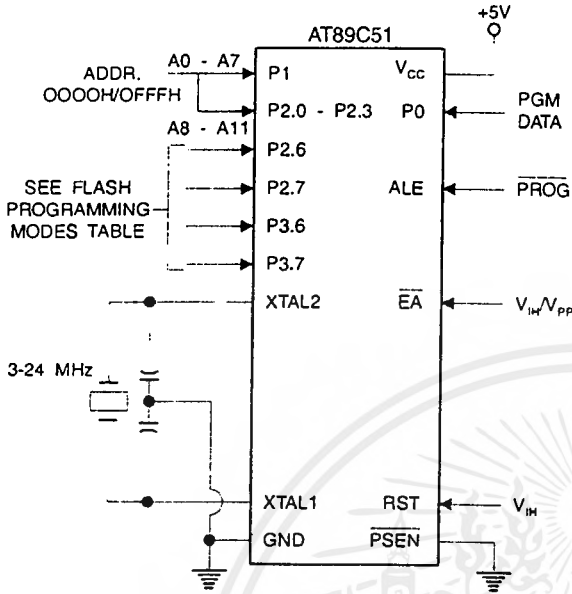 +5V
AT89C51
A0 - A7
ADDR.
OOOOH/OFFFH
P1
VCC
P2.0 - P2.3
P0
PGM
DATA
A8 - A11
P2.6
SEE FLASH
PROGRAMMING
MODES TABLE
P2.7
ALE
PROG
P3.6
P3.7
XTAL2
EA
VIH/VPP
3-24 MHz
XTAL1
RST
VIH
GND
PSEN